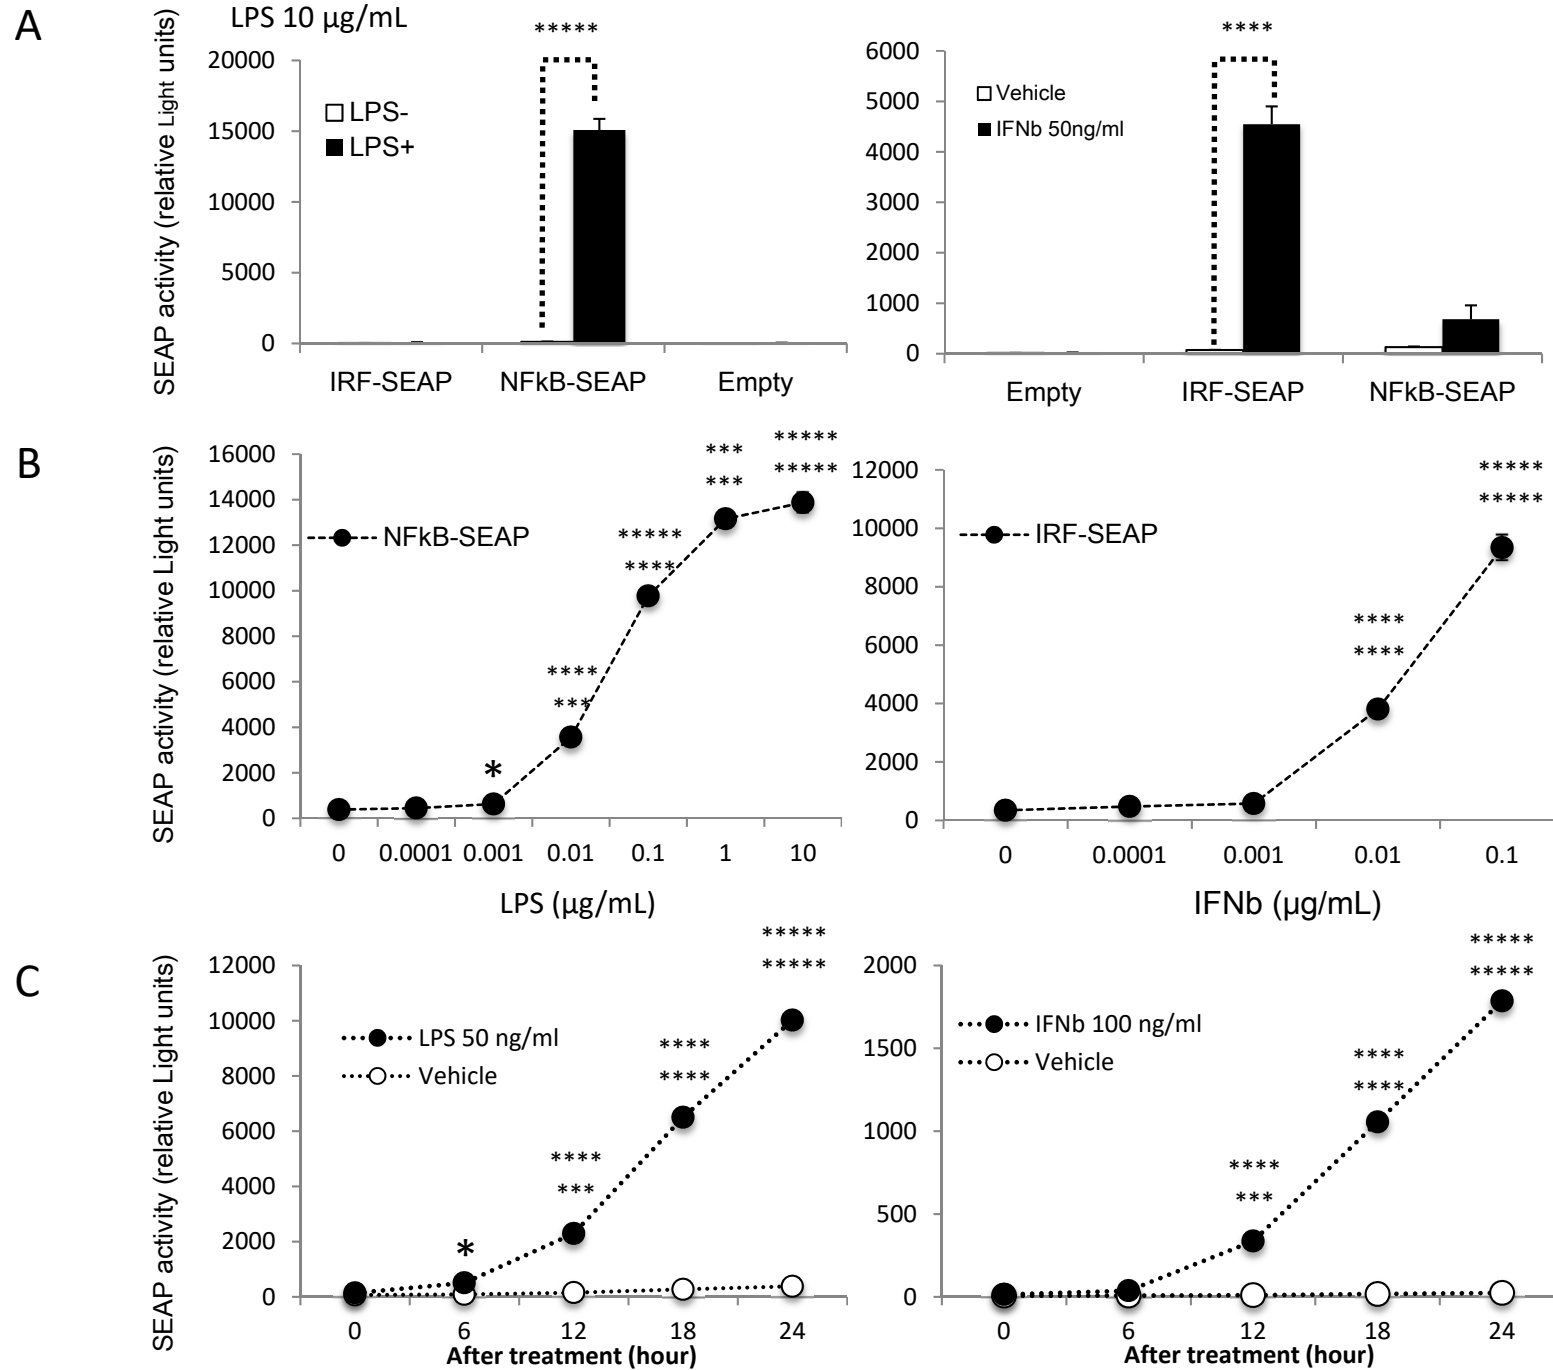 A
LPS 10 µg/mL
*****
SEAP activity (relative Light units)
20000
15000
10000
5000
0
LPS-
LPS+
IRF-SEAP NFkB-SEAP Empty
****
6000
5000
4000
3000
2000
1000
0
Vehicle
IFNb 50ng/ml
Empty IRF-SEAP NFkB-SEAP
B
SEAP activity (relative Light units)
16000
14000
12000
10000
8000
6000
4000
2000
0
NFkB-SEAP
*
****
***
*****
****
***
***
*****
*****
0 0.0001 0.001 0.01 0.1 1 10
LPS (µg/mL)
12000
10000
8000
6000
4000
2000
0
IRF-SEAP
****
****
*****
*****
0 0.0001 0.001 0.01 0.1
IFNb (µg/mL)
C
SEAP activity (relative Light units)
12000
10000
8000
6000
4000
2000
0
LPS 50 ng/ml
Vehicle
*
****
***
****
****
*****
*****
0 6 12 18 24
After treatment (hour)
2000
1500
1000
500
0
IFNb 100 ng/ml
Vehicle
****
***
****
****
*****
*****
0 6 12 18 24
After treatment (hour)